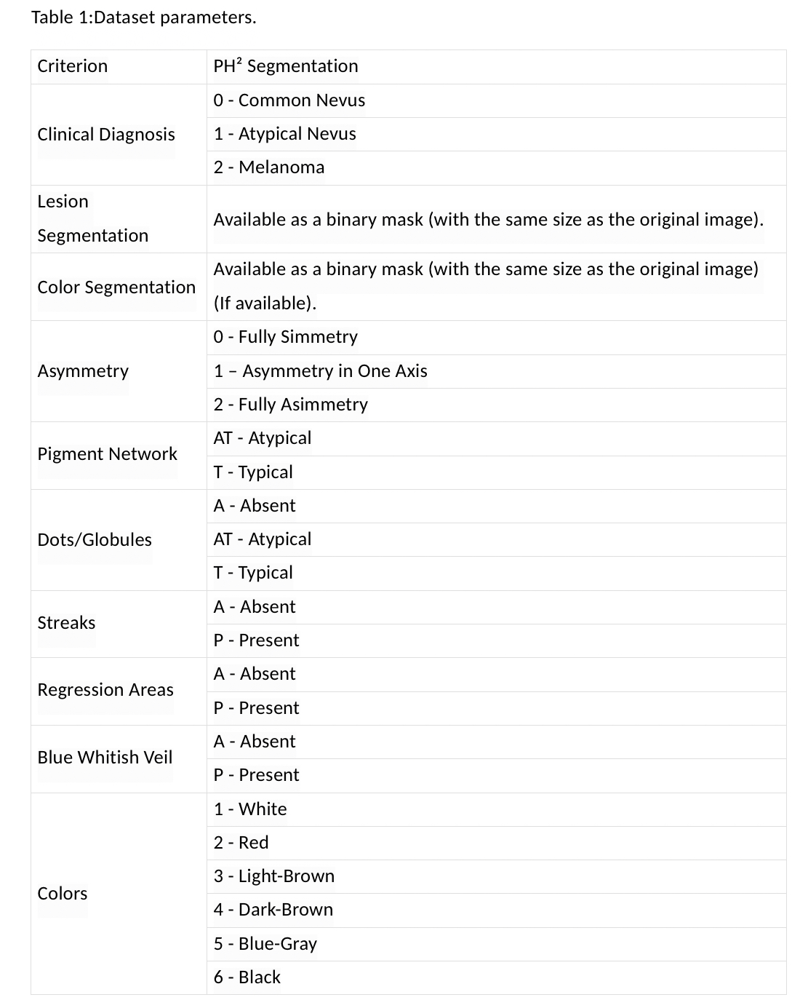 Table 1:Dataset parameters.
Criterion
PH² Segmentation
Clinical Diagnosis
0 - Common Nevus
1 - Atypical Nevus
2 - Melanoma
Lesion
Segmentation
Available as a binary mask (with the same size as the original image).
Color Segmentation
Available as a binary mask (with the same size as the original image)
(If available).
Asymmetry
0 - Fully Simmetry
1 – Asymmetry in One Axis
2 - Fully Asimmetry
Pigment Network
AT - Atypical
T - Typical
Dots/Globules
A - Absent
AT - Atypical
T - Typical
Streaks
A - Absent
P - Present
Regression Areas
A - Absent
P - Present
Blue Whitish Veil
A - Absent
P - Present
Colors
1 - White
2 - Red
3 - Light-Brown
4 - Dark-Brown
5 - Blue-Gray
6 - Black